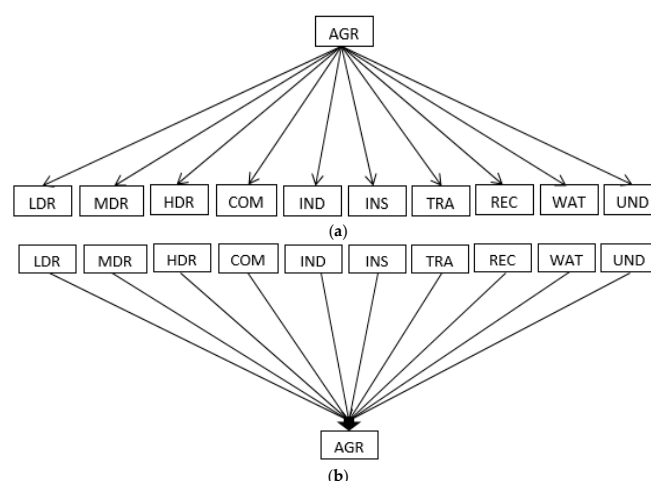 AGR
LDR MDR HDR COM IND INS TRA REC WAT UND
(a)
LDR MDR HDR COM IND INS TRA REC WAT UND
AGR
(b)